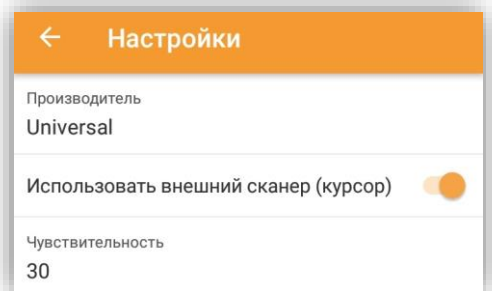 Настройки
Производитель
Universal
Использовать внешний сканер (курсор)
Чувствительность
30